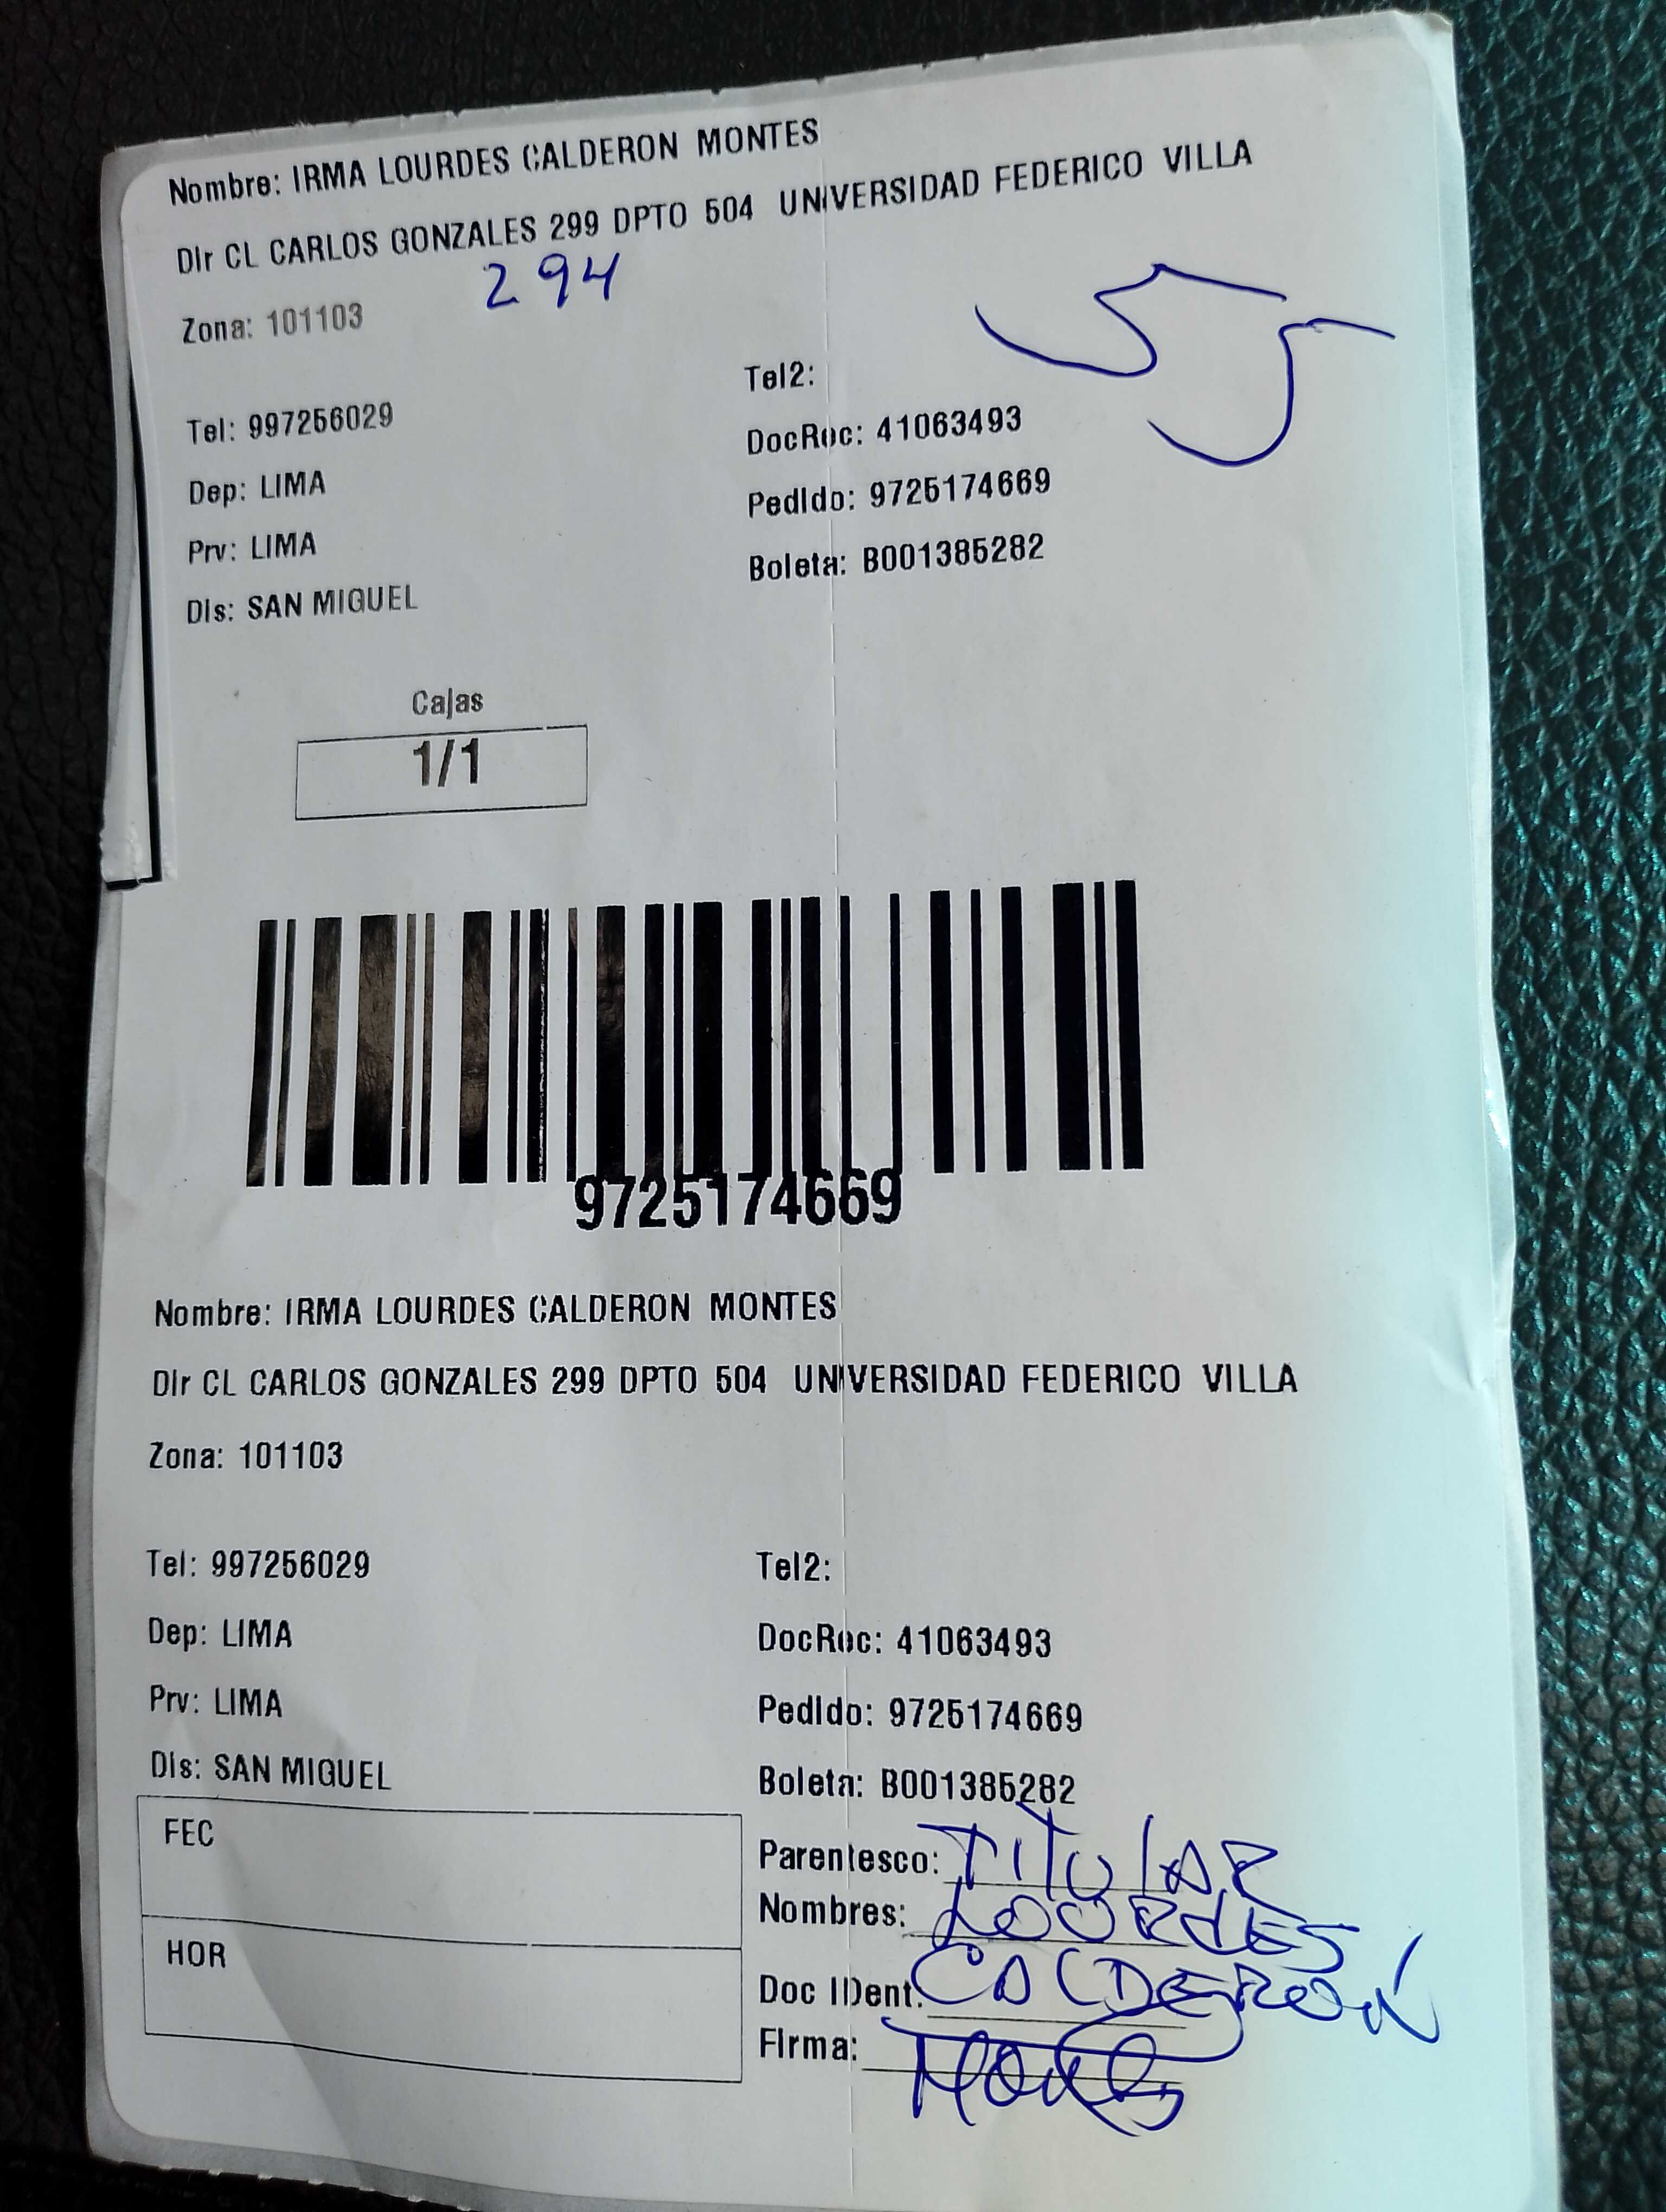 Nombre: IRMA LOURDES CALDERON MONTES
Dir CL CARLOS GONZALES 299 DPTO 504 UNIVERSIDAD FEDERICO VILLA
294
Zona: 101103
Tel2:
Tel: 997256029
DocRec: 41063493
Dep: LIMA
Pedido: 9725174669
Prv: LIMA
Boleta: B001385282
Dis: SAN MIGUEL
Cajas
1/1
9725174669
Nombre: IRMA LOURDES CALDERON MONTES
Dir CL CARLOS GONZALES 299 DPTO 504 UNIVERSIDAD FEDERICO VILLA
Zona: 101103
Tel: 997256029 Tel2:
Dep: LIMA DocRec: 41063493
Prv: LIMA Pedido: 9725174669
Dis: SAN MIGUEL Boleta: B001385282
FEC
Parentesco: TITULAR
Nombres: LOURDES
HOR
Doc IDent. CALDERON
Firma: